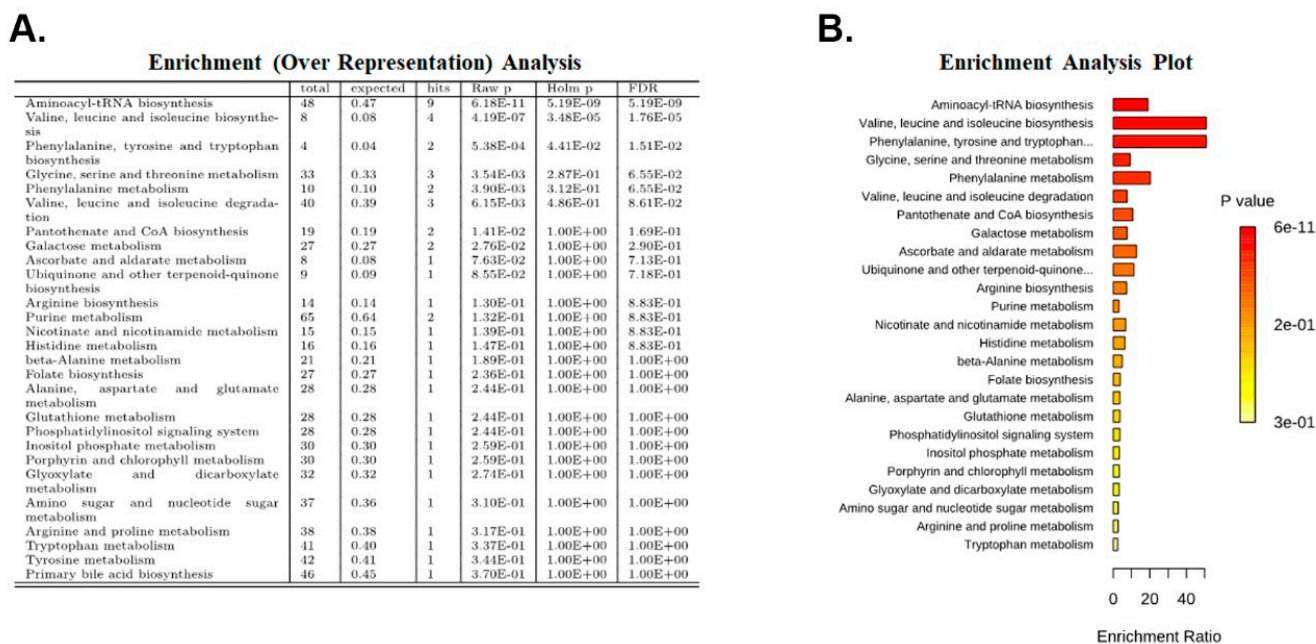 A.
Enrichment (Over Representation) Analysis
total expected hits Raw p Holm p FDR
Aminoacyl-tRNA biosynthesis 48 0.47 9 6.18E-11 5.19E-09 5.19E-09
Valine, leucine and isoleucine biosynthe- 8 0.08 4 4.19E-07 3.48E-05 1.76E-05
sis
Phenylalanine, tyrosine and tryptophan 4 0.04 2 5.38E-04 4.41E-02 1.51E-02
biosynthesis
Glycine, serine and threonine metabolism 33 0.33 3 3.54E-03 2.87E-01 6.55E-02
Phenylalanine metabolism 10 0.10 2 3.90E-03 3.12E-01 6.55E-02
Valine, leucine and isoleucine degrada- 40 0.39 3 6.15E-03 4.86E-01 8.61E-02
tion
Pantothenate and CoA biosynthesis 19 0.19 2 1.41E-02 1.00E+00 1.69E-01
Galactose metabolism 27 0.27 2 2.76E-02 1.00E+00 2.90E-01
Ascorbate and aldarate metabolism 8 0.08 1 7.63E-02 1.00E+00 7.13E-01
Ubiquinone and other terpenoid-quinone 9 0.09 1 8.55E-02 1.00E+00 7.18E-01
biosynthesis
Arginine biosynthesis 14 0.14 1 1.30E-01 1.00E+00 8.83E-01
Purine metabolism 65 0.64 2 1.32E-01 1.00E+00 8.83E-01
Nicotinate and nicotinamide metabolism 15 0.15 1 1.39E-01 1.00E+00 8.83E-01
Histidine metabolism 16 0.16 1 1.47E-01 1.00E+00 8.83E-01
beta-Alanine metabolism 21 0.21 1 1.89E-01 1.00E+00 1.00E+00
Folate biosynthesis 27 0.27 1 2.36E-01 1.00E+00 1.00E+00
Alanine, aspartate and glutamate 28 0.28 1 2.44E-01 1.00E+00 1.00E+00
metabolism
Glutathione metabolism 28 0.28 1 2.44E-01 1.00E+00 1.00E+00
Phosphatidylinositol signaling system 28 0.28 1 2.44E-01 1.00E+00 1.00E+00
Inositol phosphate metabolism 30 0.30 1 2.59E-01 1.00E+00 1.00E+00
Porphyrin and chlorophyll metabolism 30 0.30 1 2.59E-01 1.00E+00 1.00E+00
Glyoxylate and dicarboxylate 32 0.32 1 2.74E-01 1.00E+00 1.00E+00
metabolism
Amino sugar and nucleotide sugar 37 0.36 1 3.10E-01 1.00E+00 1.00E+00
metabolism
Arginine and proline metabolism 38 0.38 1 3.17E-01 1.00E+00 1.00E+00
Tryptophan metabolism 41 0.40 1 3.37E-01 1.00E+00 1.00E+00
Tyrosine metabolism 42 0.41 1 3.44E-01 1.00E+00 1.00E+00
Primary bile acid biosynthesis 46 0.45 1 3.70E-01 1.00E+00 1.00E+00
B.
Enrichment Analysis Plot
Aminoacyl-tRNA biosynthesis
Valine, leucine and isoleucine biosynthesis
Phenylalanine, tyrosine and tryptophan...
Glycine, serine and threonine metabolism
Phenylalanine metabolism
Valine, leucine and isoleucine degradation
Pantothenate and CoA biosynthesis
Galactose metabolism
Ascorbate and aldarate metabolism
Ubiquinone and other terpenoid-quinone...
Arginine biosynthesis
Purine metabolism
Nicotinate and nicotinamide metabolism
Histidine metabolism
beta-Alanine metabolism
Folate biosynthesis
Alanine, aspartate and glutamate metabolism
Glutathione metabolism
Phosphatidylinositol signaling system
Inositol phosphate metabolism
Porphyrin and chlorophyll metabolism
Glyoxylate and dicarboxylate metabolism
Amino sugar and nucleotide sugar metabolism
Arginine and proline metabolism
Tryptophan metabolism
0 20 40
Enrichment Ratio
P value
6e-11
2e-01
3e-01